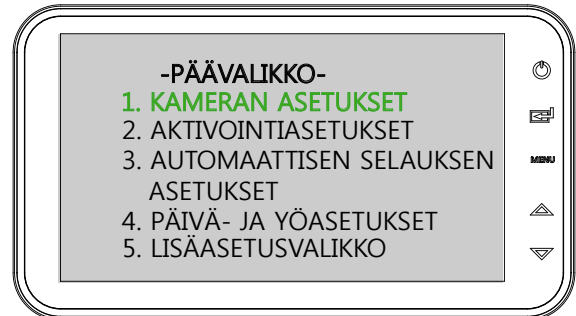 -PÄÄVALIKKO-
1. KAMERAN ASETUKSET
2. AKTIVOINTIASETUKSET
3. AUTOMAATTISEN SELAUKSEN
ASETUKSET
4. PÄIVÄ- JA YÖASETUKSET
5. LISÄASETUSVALIKKO
MENU